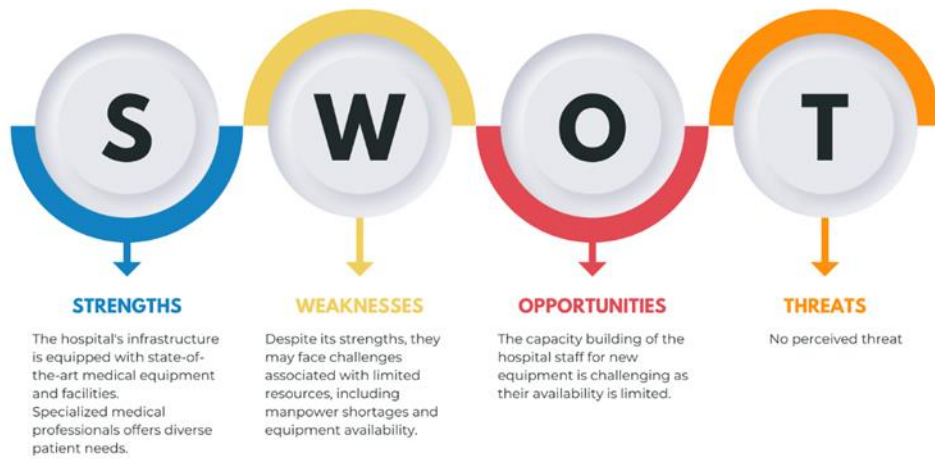 S
W
O
T
STRENGTHS
The hospital's infrastructure
is equipped with state-of-
the-art medical equipment
and facilities.
Specialized medical
professionals offers diverse
patient needs.
WEAKNESSES
Despite its strengths, they
may face challenges
associated with limited
resources, including
manpower shortages and
equipment availability.
OPPORTUNITIES
The capacity building of the
hospital staff for new
equipment is challenging as
their availability is limited.
THREATS
No perceived threat